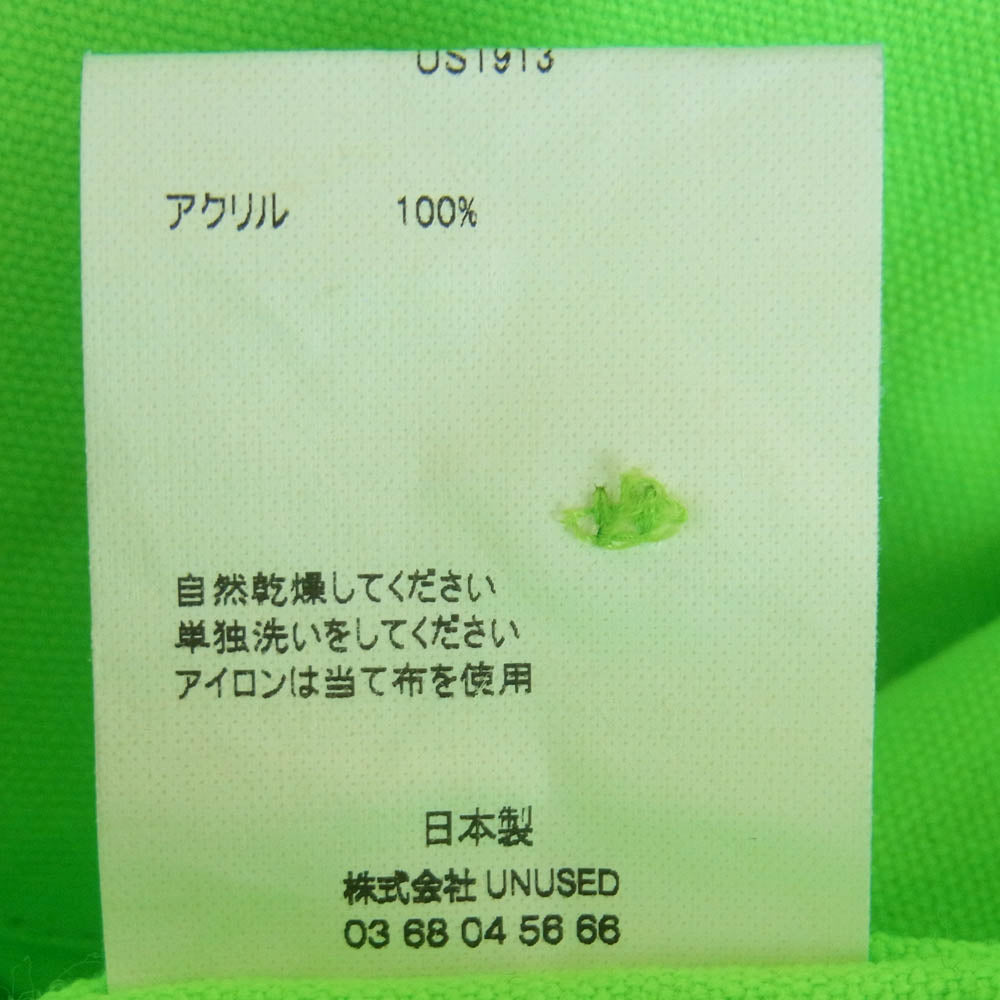 US1913
アクリル 100%
自然乾燥してください
単独洗いをしてください
アイロンは当て布を使用
日本製
株式会社 UNUSED
03 68 04 56 66